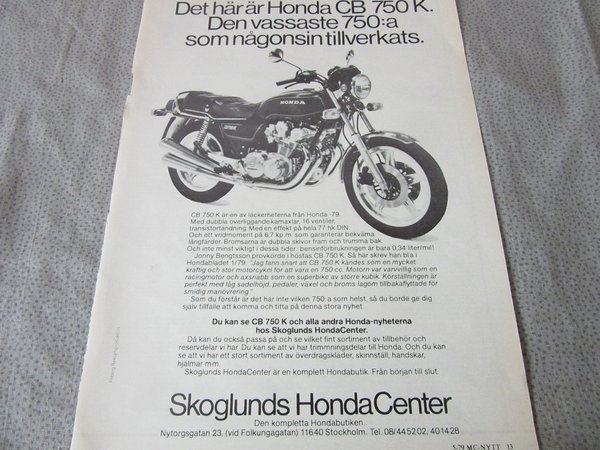 Det här är Honda CB 750 K.
Den vassaste 750:a
som någonsin tillverkats.
HONDA
CB 750 K är en av läckerheterna från Honda -79.
Med dubbla överliggande kamaxlar, 16 ventiler,
transistortändning. Med en effekt på hela 77 hk DIN.
Och ett vridmoment på 6,7 kp.m. som garanterar bekväma
långfärder. Bromsarna är dubbla skivor fram och trumma bak.
Och inte minst viktigt i dessa tider: bensinförbrukningen är bara 0,34 liter/mil!
Jonny Bengtsson provkörde i höstas CB 750 K. Så här skrev han bl a i
Hondabladet 1/79. "Jag fann snart att CB 750 K kändes som en mycket
kraftig och stor motorcykel för att vara en 750 cc. Motorn var varvvillig som en
racingmotor och axsnabb som en superbike av större kubik. Körställningen är
perfekt med låg sadelhöjd, pedaler, växel och broms lagom tillbakaflyttade för
smidig manövrering."
Som du förstår är det här inte vilken 750:a som helst, så du borde ge dig
själv tillfälle att komma och titta på denna stora nyhet.
Du kan se CB 750 K och alla andra Honda-nyheterna
hos Skoglunds HondaCenter.
Då kan du också passa på och se vilket fint sortiment av tillbehör och
reservdelar vi har. Du kan se att vi har trimmningsdelar till Honda. Och du kan
se att vi har ett stort sortiment av överdragskläder, skinnställ, handskar,
hjälmar m m.
Skoglunds HondaCenter är en komplett Hondabutik. Från början till slut.
Skoglunds HondaCenter
Den kompletta Hondabutiken.
Nytorgsgatan 23, (vid Folkungagatan) 11640 Stockholm. Tel. 08/445202, 401428
5/79 MC-NYTT 13